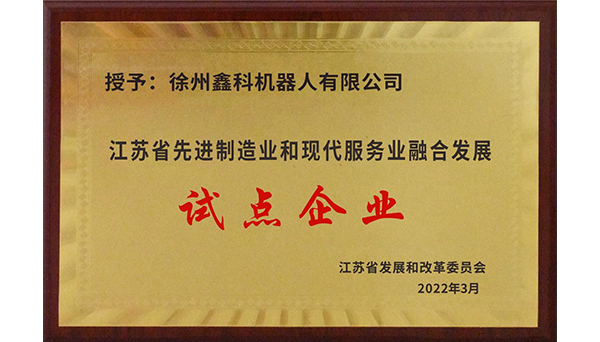 授予：徐州鑫科机器人有限公司
江苏省先进制造业和现代服务业融合发展
试点企业
江苏省发展和改革委员会
2022年3月